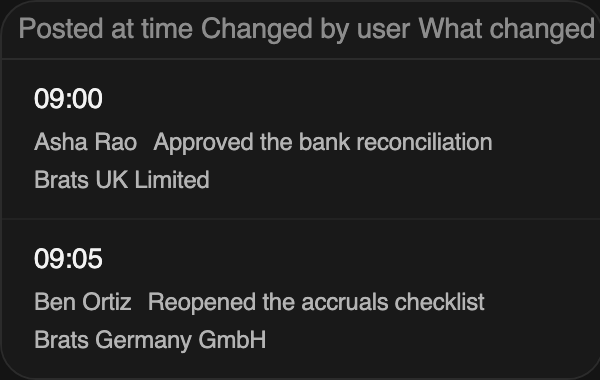 Posted at time Changed by user What changed
09:00
Asha Rao Approved the bank reconciliation
Brats UK Limited
09:05
Ben Ortiz Reopened the accruals checklist
Brats Germany GmbH